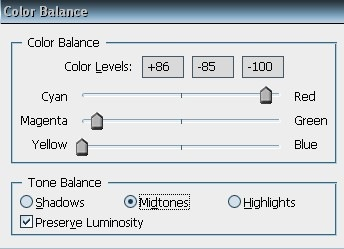 Color Balance
Color Balance
Color Levels: +86 -85 -100
Cyan Red
Magenta Green
Yellow Blue
Tone Balance
Shadows Midtones Highlights
Preserve Luminosity